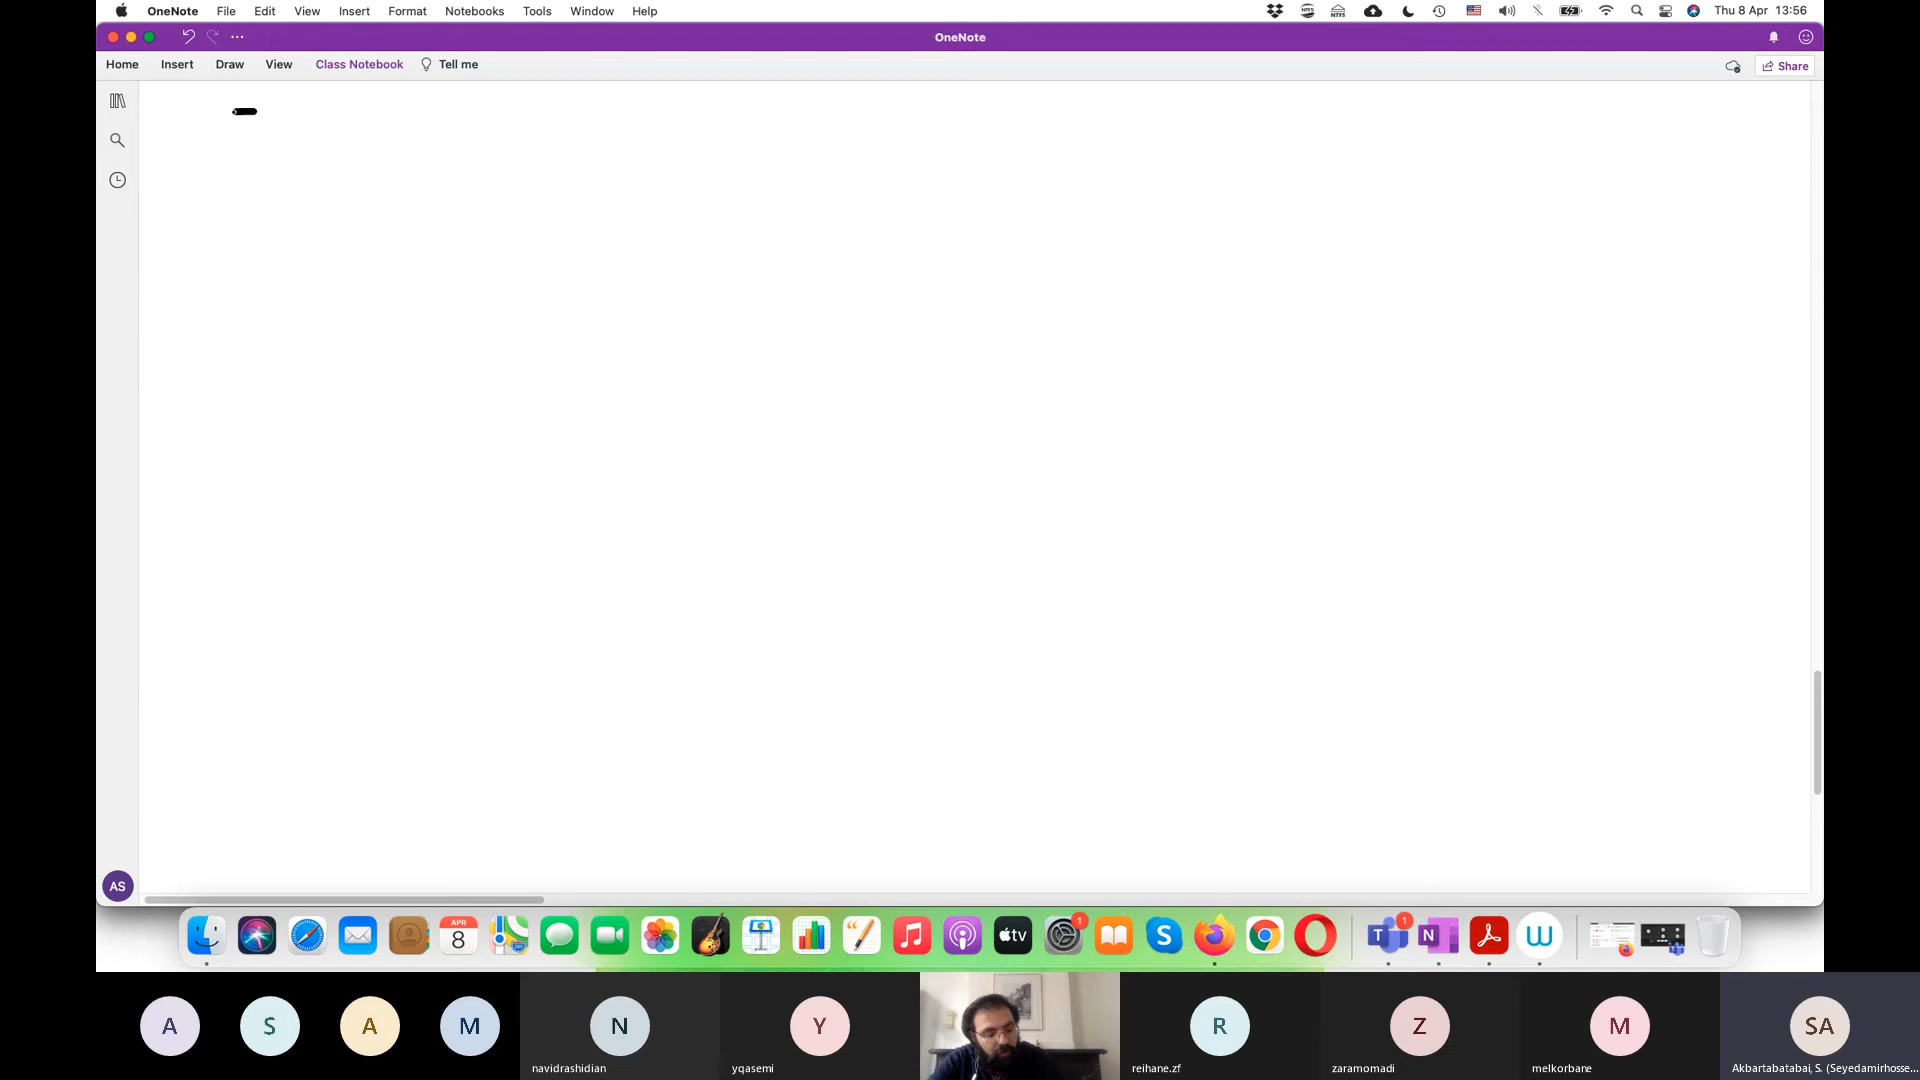 OneNote File Edit View Insert Format Notebooks Tools Window Help Thu 8 Apr 13:56
OneNote
Home Insert Draw View Class Notebook Tell me Share
AS
APR
8
S
tv
1
T
1
N
W
A S A M N Y R Z M SA
navidrashidian yqasemi reihane.zf zaramomadi melkorbane Akbartabatabai, S. (Seyedamirhosse...